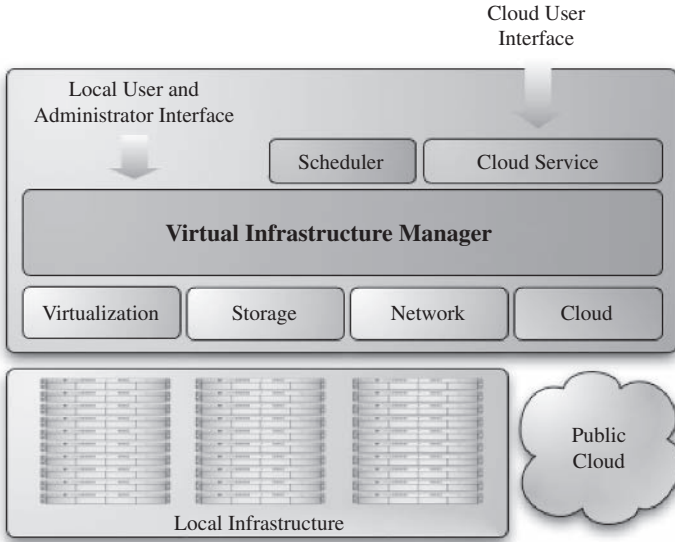 Cloud User
Interface
Local User and
Administrator Interface
Scheduler
Cloud Service
Virtual Infrastructure Manager
Virtualization
Storage
Network
Cloud
Public
Cloud
Local Infrastructure